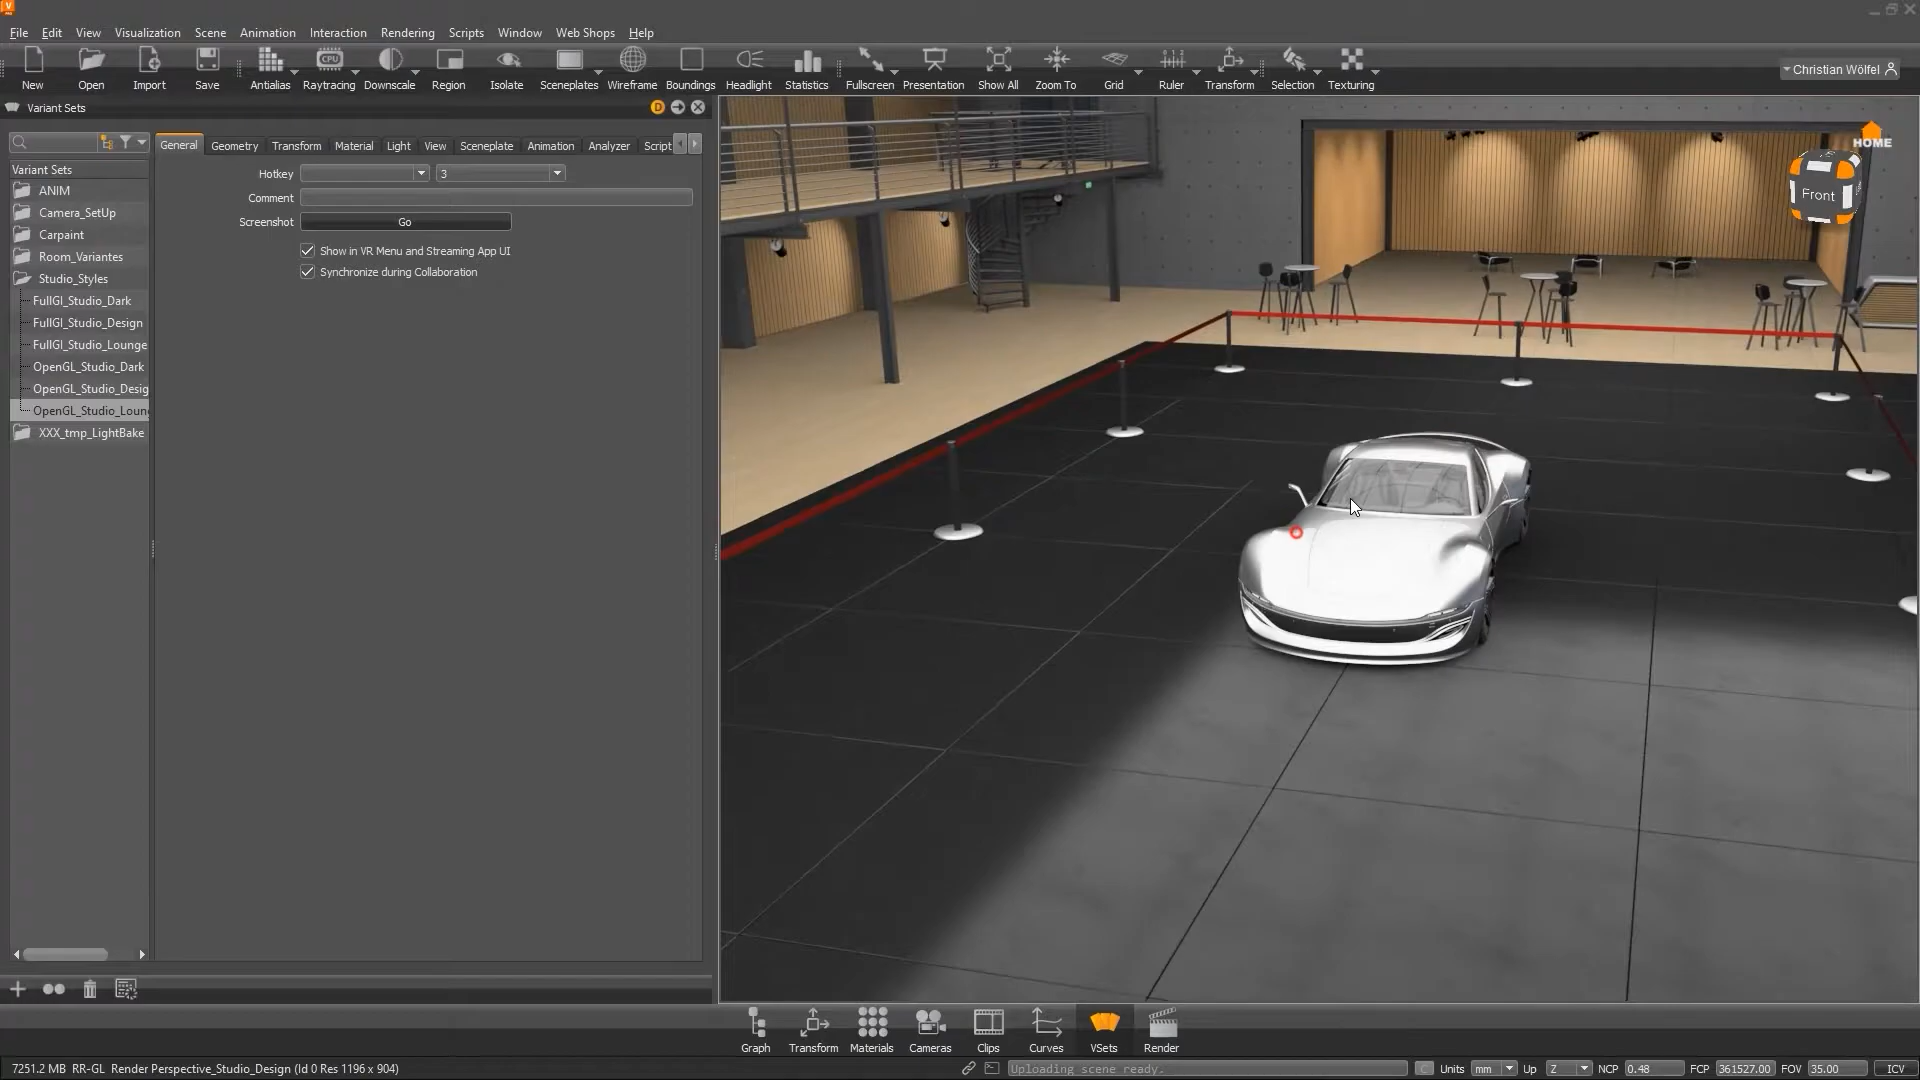 File Edit View Visualization Scene Animation Interaction Rendering Scripts Window Web Shops Help
New Open Import Save Antialias Raytracing Downscale Region Isolate Sceneplates Wireframe Boundings Headlight Statistics Fullscreen Presentation Show All Zoom To Grid Ruler Transform Selection Texturing
CPU
Christian Wölfel
Variant Sets
D
General Geometry Transform Material Light View Sceneplate Animation Analyzer Script
Variant Sets
ANIM
Camera_SetUp
Carpaint
Room_Variantes
Studio_Styles
FullGI_Studio_Dark
FullGI_Studio_Design
FullGI_Studio_Lounge
OpenGL_Studio_Dark
OpenGL_Studio_Desig
OpenGL_Studio_Loun
XXX_tmp_LightBake
Hotkey 3
Comment
Screenshot Go
Show in VR Menu and Streaming App UI
Synchronize during Collaboration
HOME
Front
Graph Transform Materials Cameras Clips Curves VSets Render
7251.2 MB RR-GL Render Perspective_Studio_Design (Id 0 Res 1196 x 904) Uploading scene ready. C Units mm Up Z NCP 0.48 FCP 361527.00 FOV 35.00 ICV